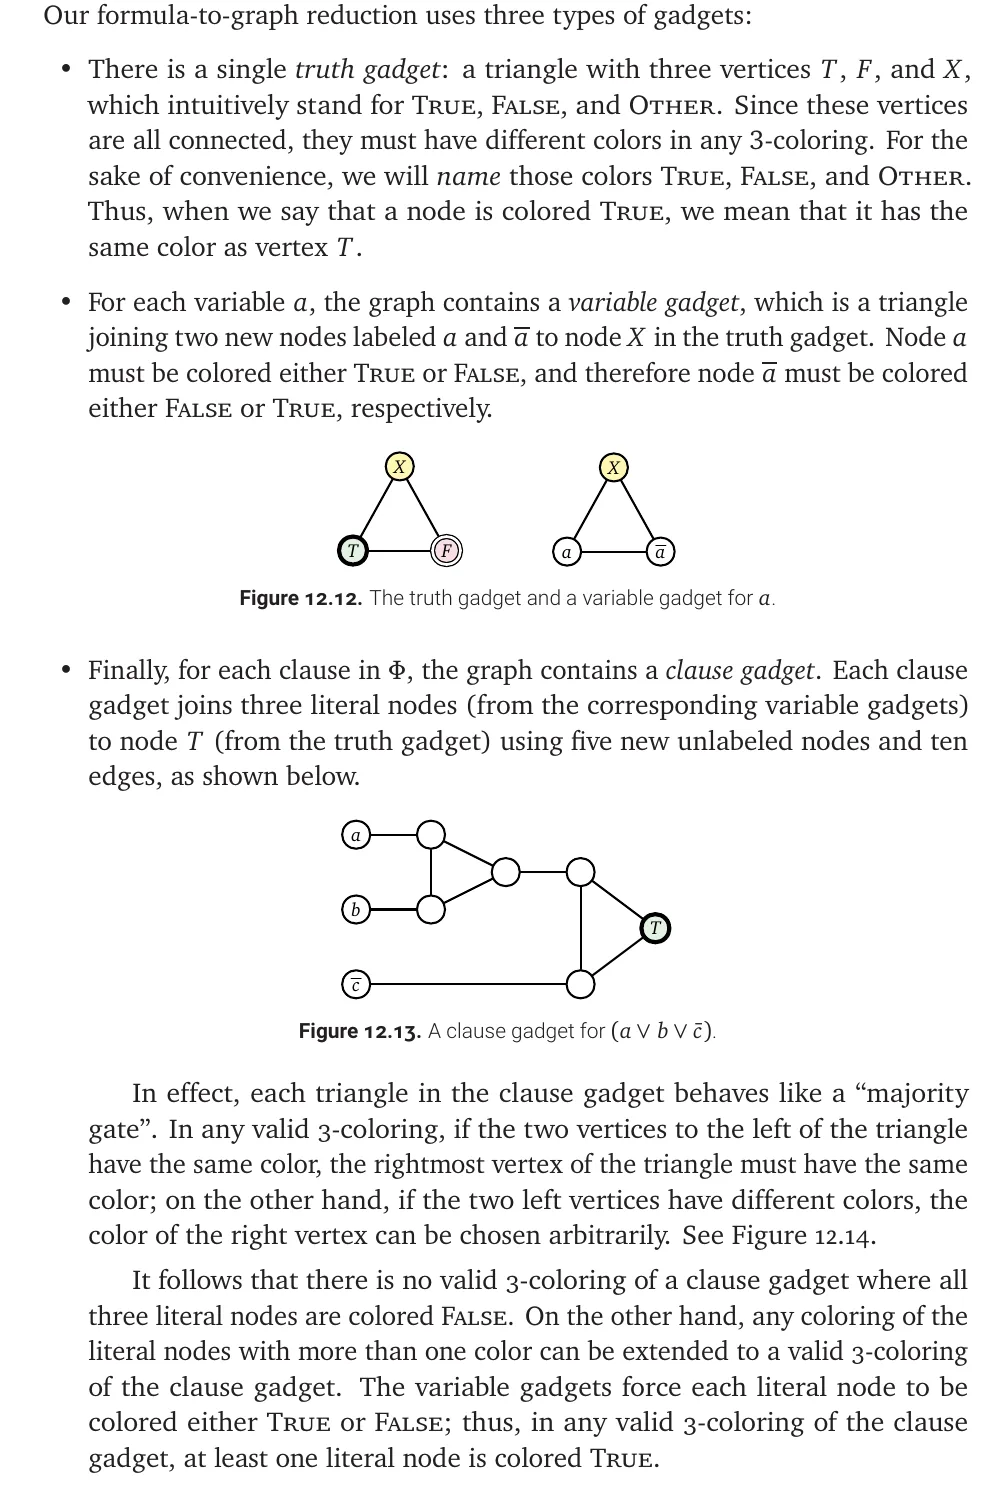 Our formula-to-graph reduction uses three types of gadgets:
• There is a single truth gadget: a triangle with three vertices T, F, and X,
which intuitively stand for TRUE, FALSE, and OTHER. Since these vertices
are all connected, they must have different colors in any 3-coloring. For the
sake of convenience, we will name those colors TRUE, FALSE, and OTHER.
Thus, when we say that a node is colored TRUE, we mean that it has the
same color as vertex T.
• For each variable a, the graph contains a variable gadget, which is a triangle
joining two new nodes labeled a and a̅ to node X in the truth gadget. Node a
must be colored either TRUE or FALSE, and therefore node a̅ must be colored
either FALSE or TRUE, respectively.
X
T
F
X
a
a̅
Figure 12.12. The truth gadget and a variable gadget for a.
• Finally, for each clause in Φ, the graph contains a clause gadget. Each clause
gadget joins three literal nodes (from the corresponding variable gadgets)
to node T (from the truth gadget) using five new unlabeled nodes and ten
edges, as shown below.
a
b
T
c̅
Figure 12.13. A clause gadget for (a ∨ b ∨ c̄).
In effect, each triangle in the clause gadget behaves like a “majority
gate”. In any valid 3-coloring, if the two vertices to the left of the triangle
have the same color, the rightmost vertex of the triangle must have the same
color; on the other hand, if the two left vertices have different colors, the
color of the right vertex can be chosen arbitrarily. See Figure 12.14.
It follows that there is no valid 3-coloring of a clause gadget where all
three literal nodes are colored FALSE. On the other hand, any coloring of the
literal nodes with more than one color can be extended to a valid 3-coloring
of the clause gadget. The variable gadgets force each literal node to be
colored either TRUE or FALSE; thus, in any valid 3-coloring of the clause
gadget, at least one literal node is colored TRUE.